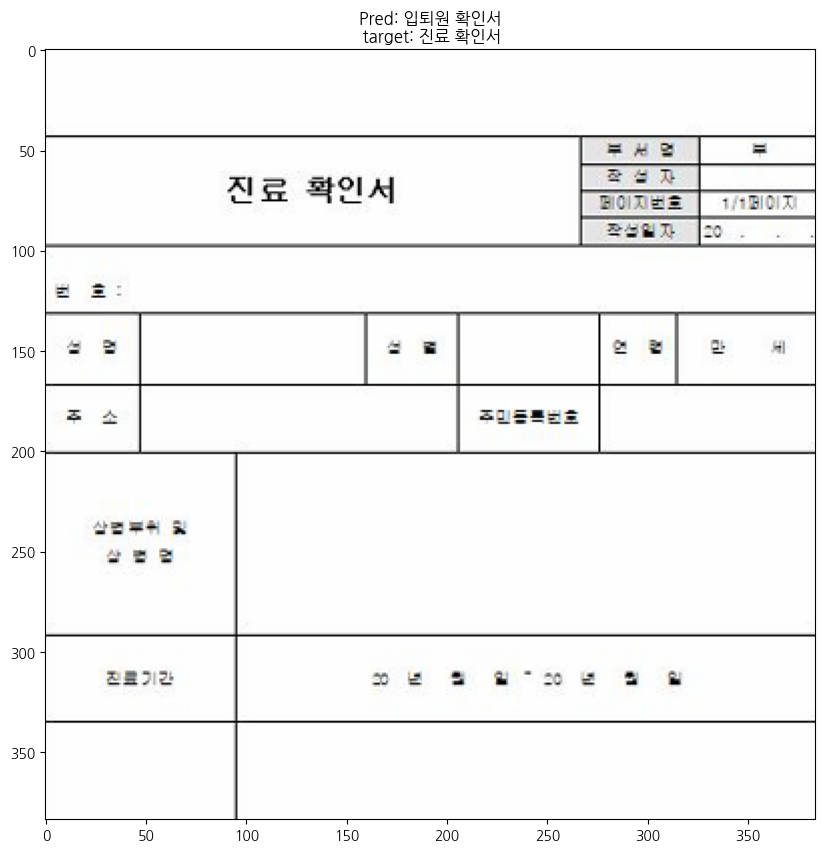 Pred: 입퇴원 확인서
target: 진료 확인서
0
50
100
150
200
250
300
350
진료 확인서
부 서 명 부
작 성 자
페이지번호 1/1페이지
작성일자 20 . . .
번 호 :
성 명 성 별 연 령 만 세
주 소 주민등록번호
상병부위 및
상 병 명
진료기간 20 년 월 일 ~ 20 년 월 일
0 50 100 150 200 250 300 350